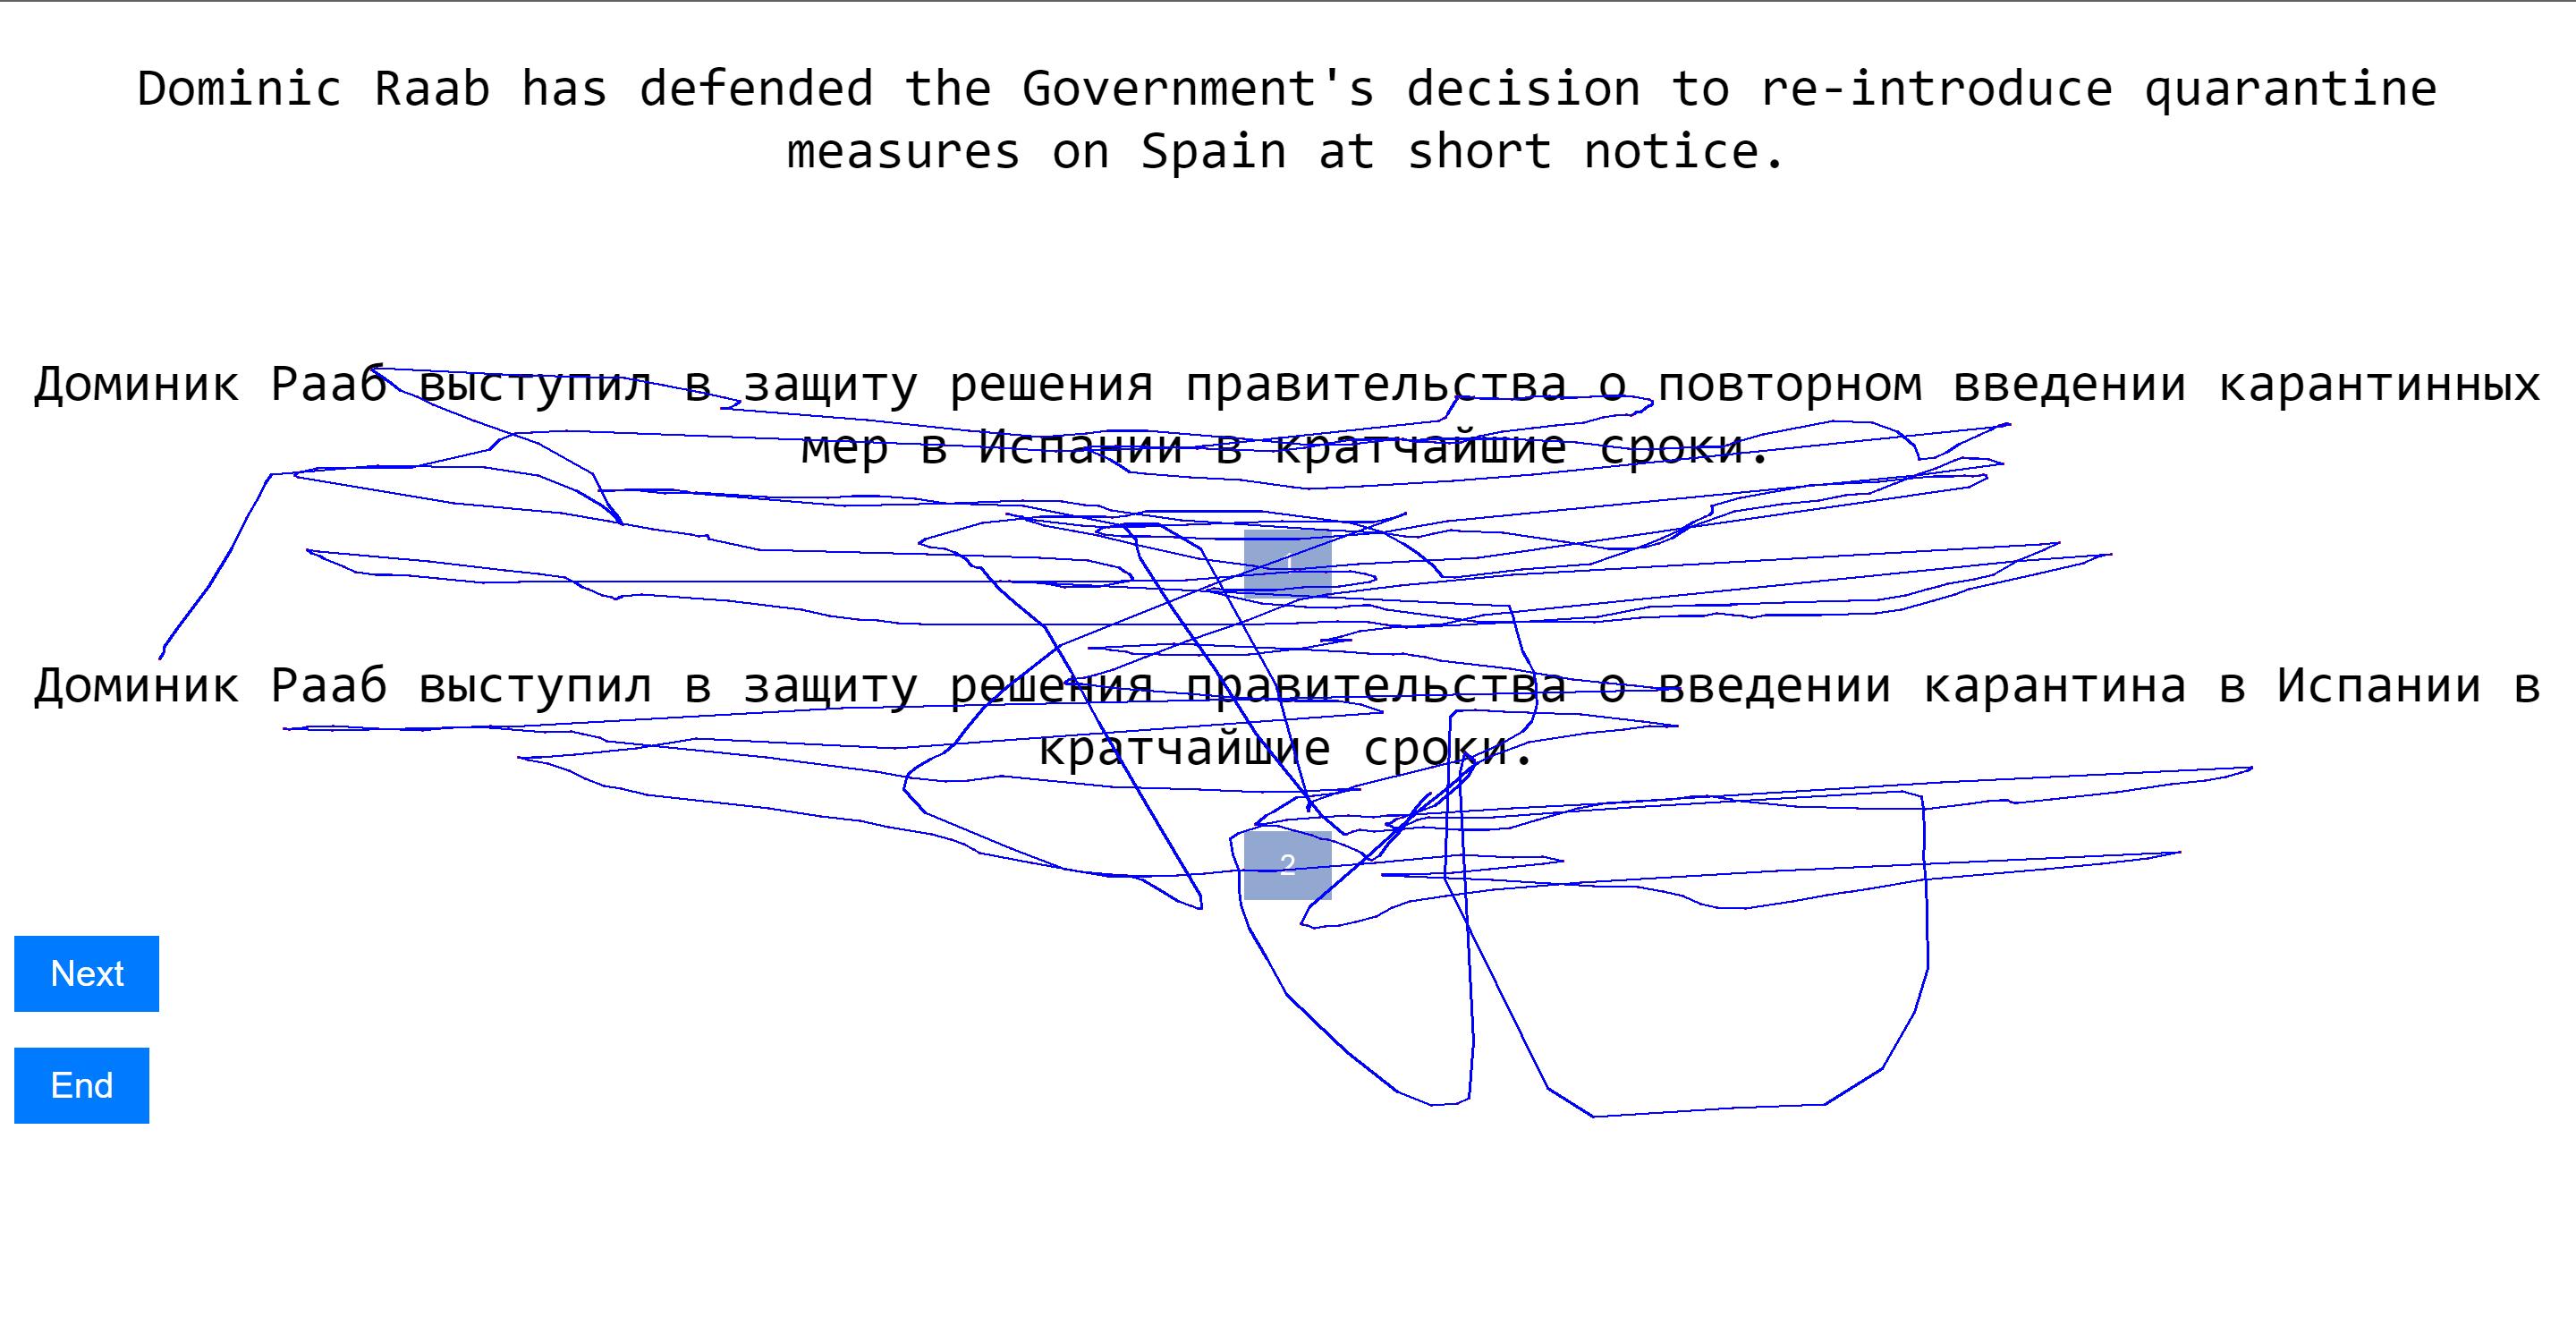 Dominic Raab has defended the Government's decision to re-introduce quarantine
measures on Spain at short notice.
Доминик Рааб выступил в защиту решения правительства о повторном введении карантинных
мер в Испании в кратчайшие сроки.
1
Доминик Рааб выступил в защиту решения правительства о введении карантина в Испании в
кратчайшие сроки.
2
Next
End